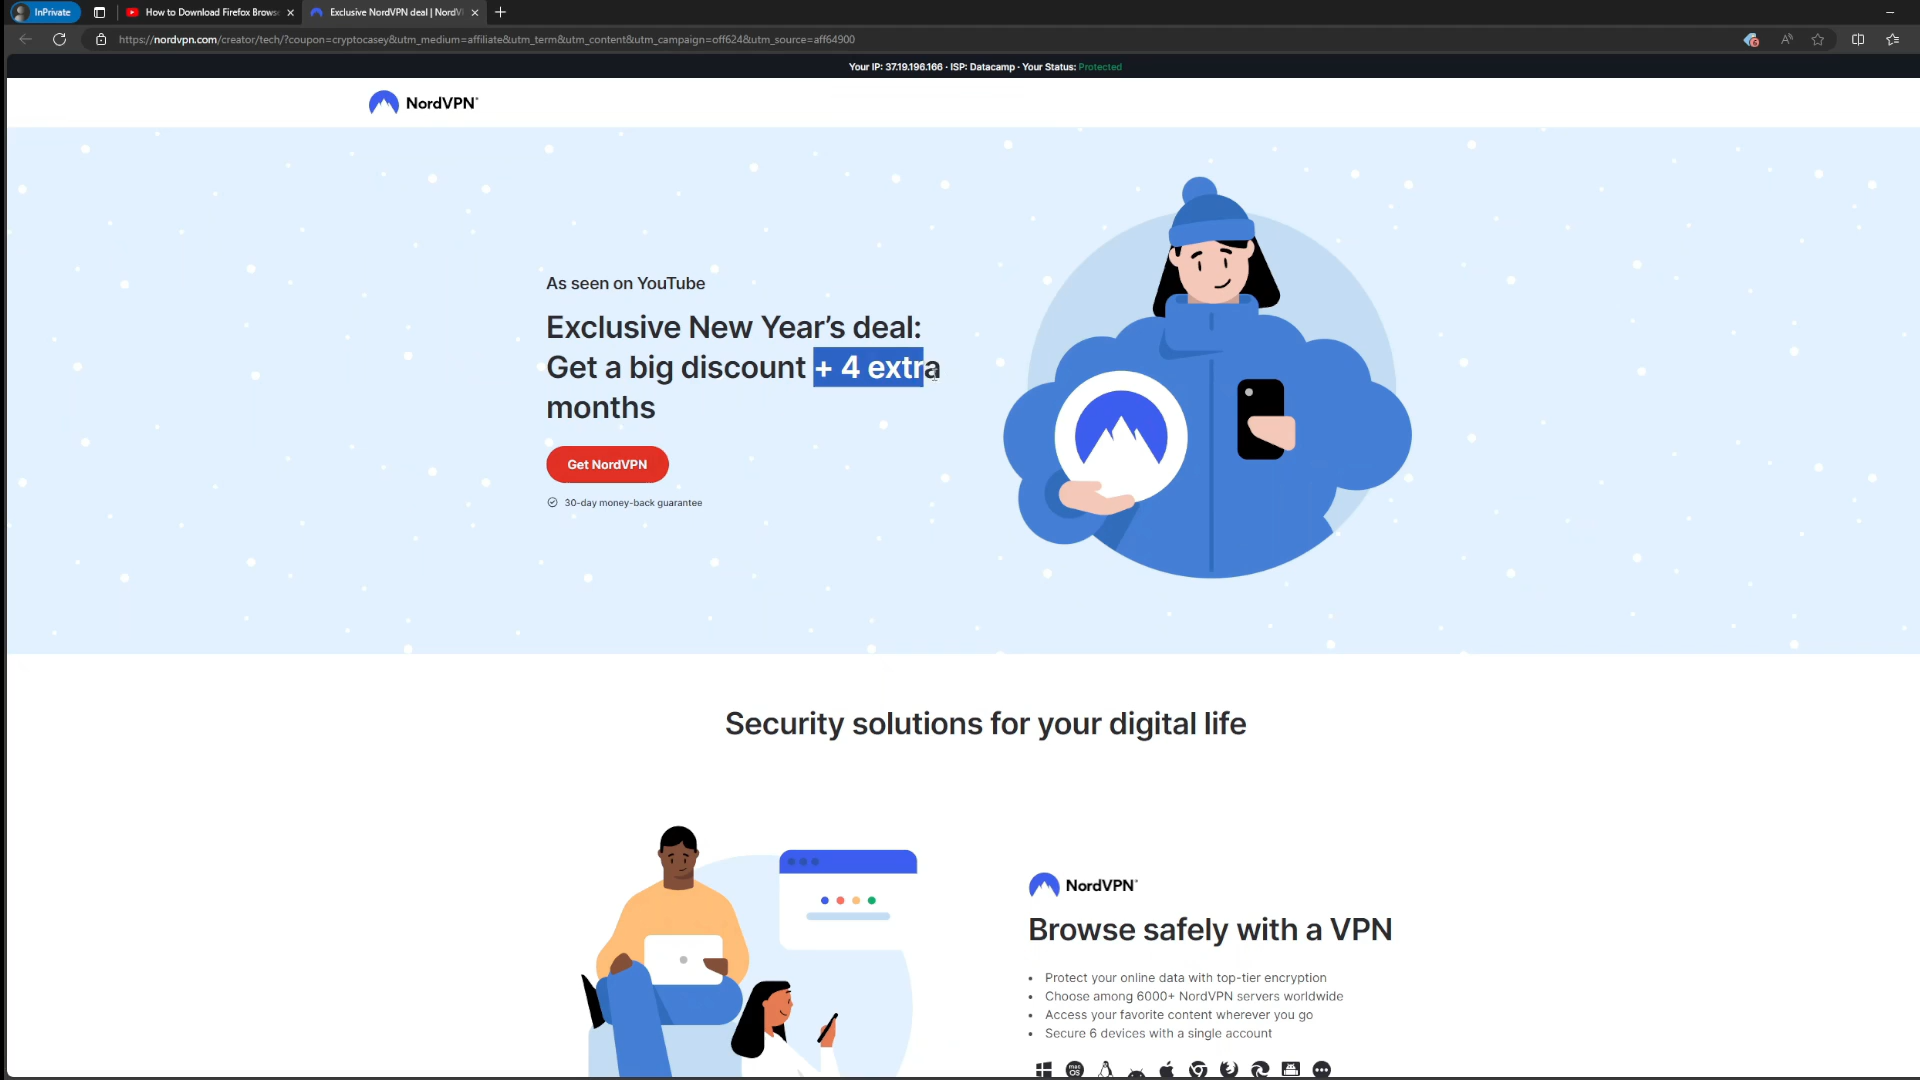 InPrivate
How to Download Firefox Brows
Exclusive NordVPN deal | NordV
https://nordvpn.com/creator/tech/?coupon=cryptocasey&utm_medium=affiliate&utm_term&utm_content&utm_campaign=off624&utm_source=aff64900
Your IP: 37.19.196.166 · ISP: Datacamp · Your Status: Protected
NordVPN®
As seen on YouTube
Exclusive New Year's deal:
Get a big discount + 4 extra
months
Get NordVPN
30-day money-back guarantee
Security solutions for your digital life
NordVPN®
Browse safely with a VPN
• Protect your online data with top-tier encryption
• Choose among 6000+ NordVPN servers worldwide
• Access your favorite content wherever you go
• Secure 6 devices with a single account
mac
OS